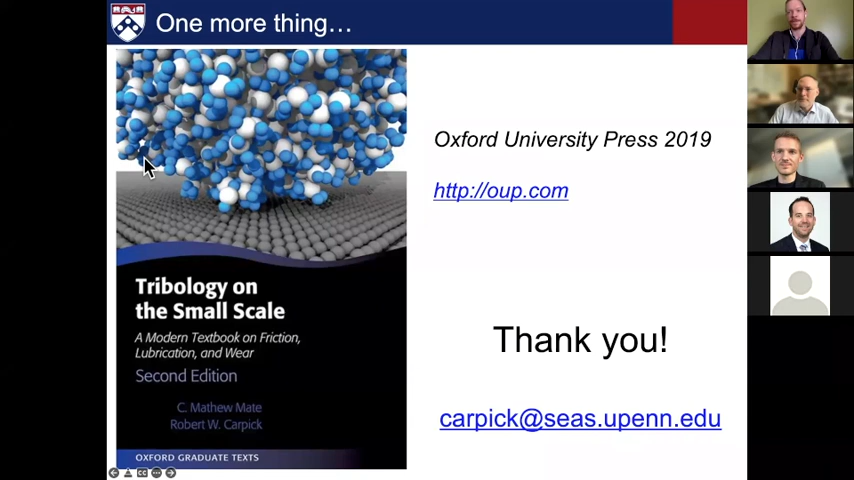 One more thing...
Oxford University Press 2019
http://oup.com
Tribology on
the Small Scale
A Modern Textbook on Friction,
Lubrication, and Wear
Second Edition
C. Mathew Mate
Robert W. Carpick
OXFORD GRADUATE TEXTS
Thank you!
carpick@seas.upenn.edu